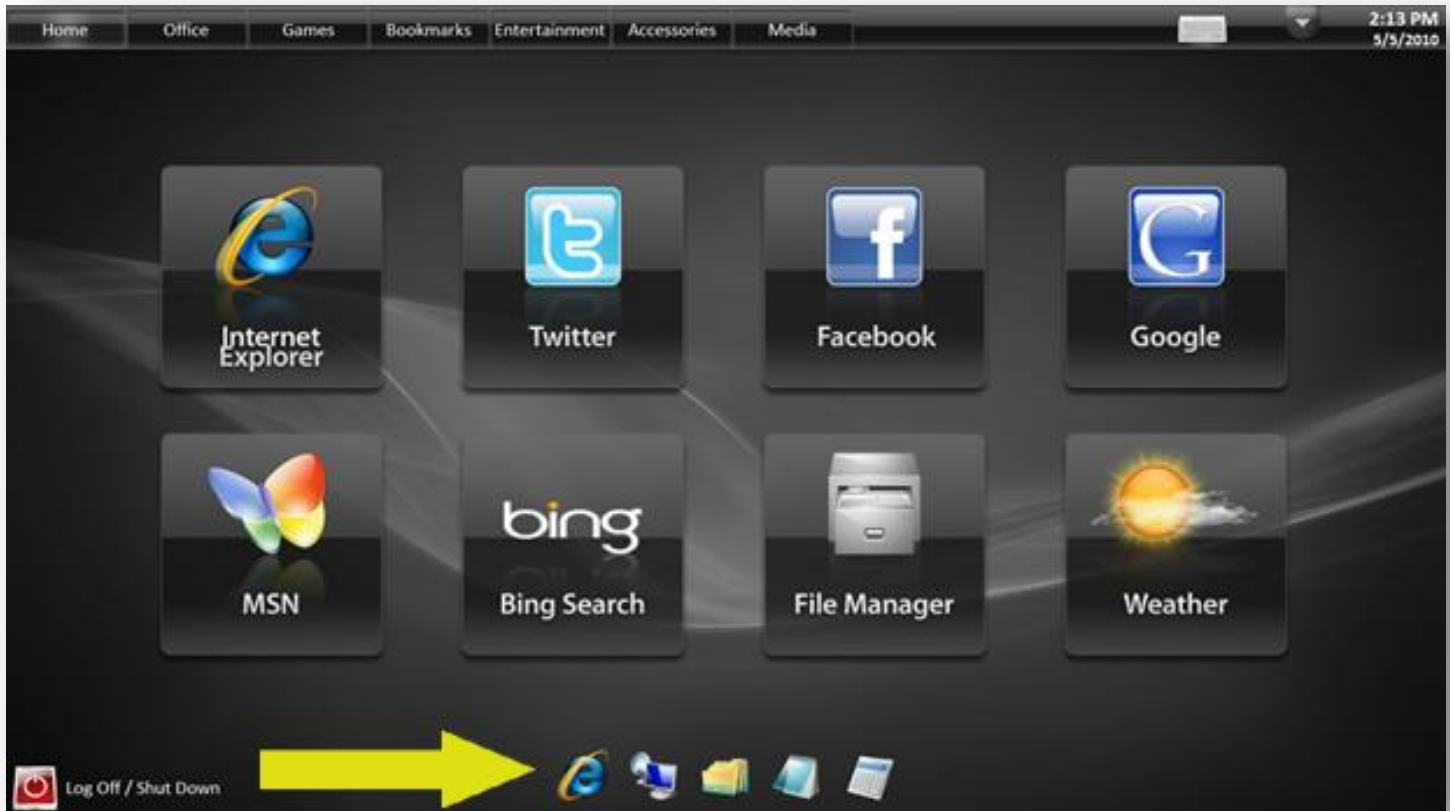 Home Office Games Bookmarks Entertainment Accessories Media 2:13 PM
5/5/2010
Internet
Explorer
Twitter
Facebook
Google
bing
MSN
Bing Search
File Manager
Weather
Log Off / Shut Down